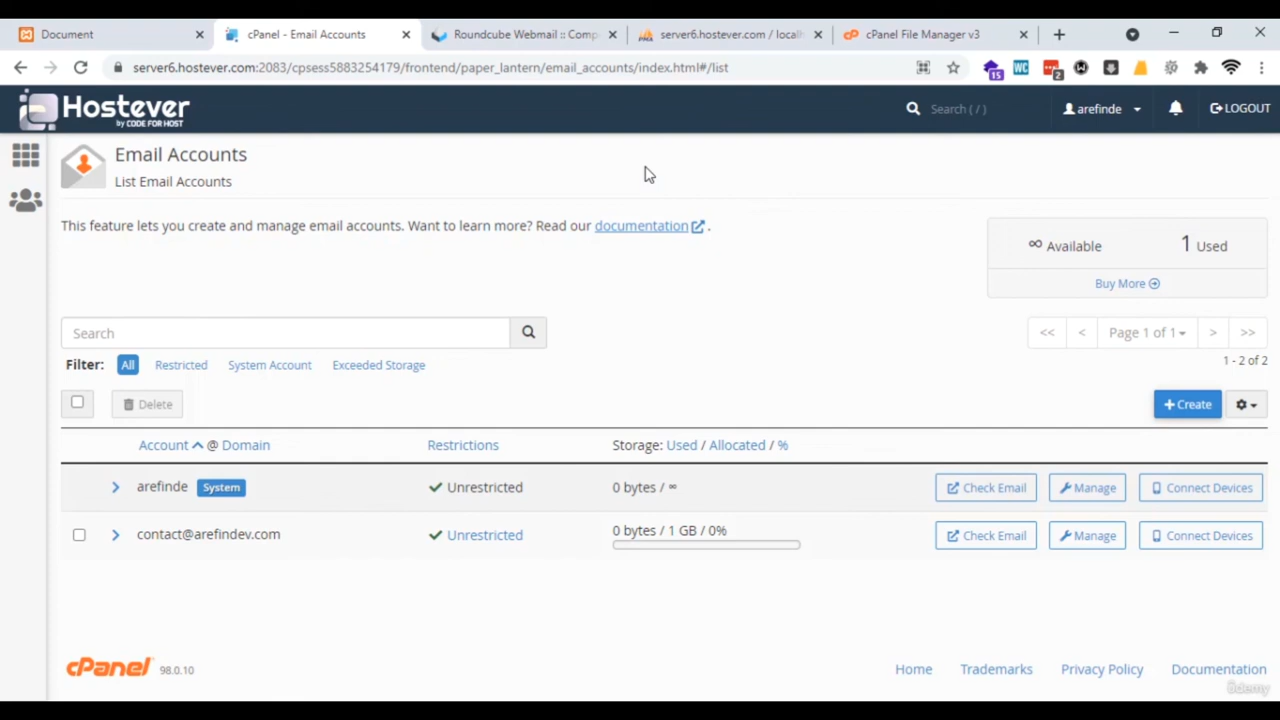 Document
cPanel - Email Accounts
Roundcube Webmail :: Comp
server6.hostever.com / localh
cPanel File Manager v3
server6.hostever.com:2083/cpsess5883254179/frontend/paper_lantern/email_accounts/index.html#/list
15
WC
2
Hostever
by CODE FOR HOST
Search ( / )
arefinde
LOGOUT
Email Accounts
List Email Accounts
This feature lets you create and manage email accounts. Want to learn more? Read our documentation .
∞ Available
1 Used
Buy More
Search
<< < Page 1 of 1 > >>
Filter: All Restricted System Account Exceeded Storage
1 - 2 of 2
Delete
+ Create
Account @ Domain
Restrictions
Storage: Used / Allocated / %
arefinde System
Unrestricted
0 bytes / ∞
Check Email
Manage
Connect Devices
contact@arefindev.com
Unrestricted
0 bytes / 1 GB / 0%
Check Email
Manage
Connect Devices
cPanel 98.0.10
Home
Trademarks
Privacy Policy
Documentation
ûdemy